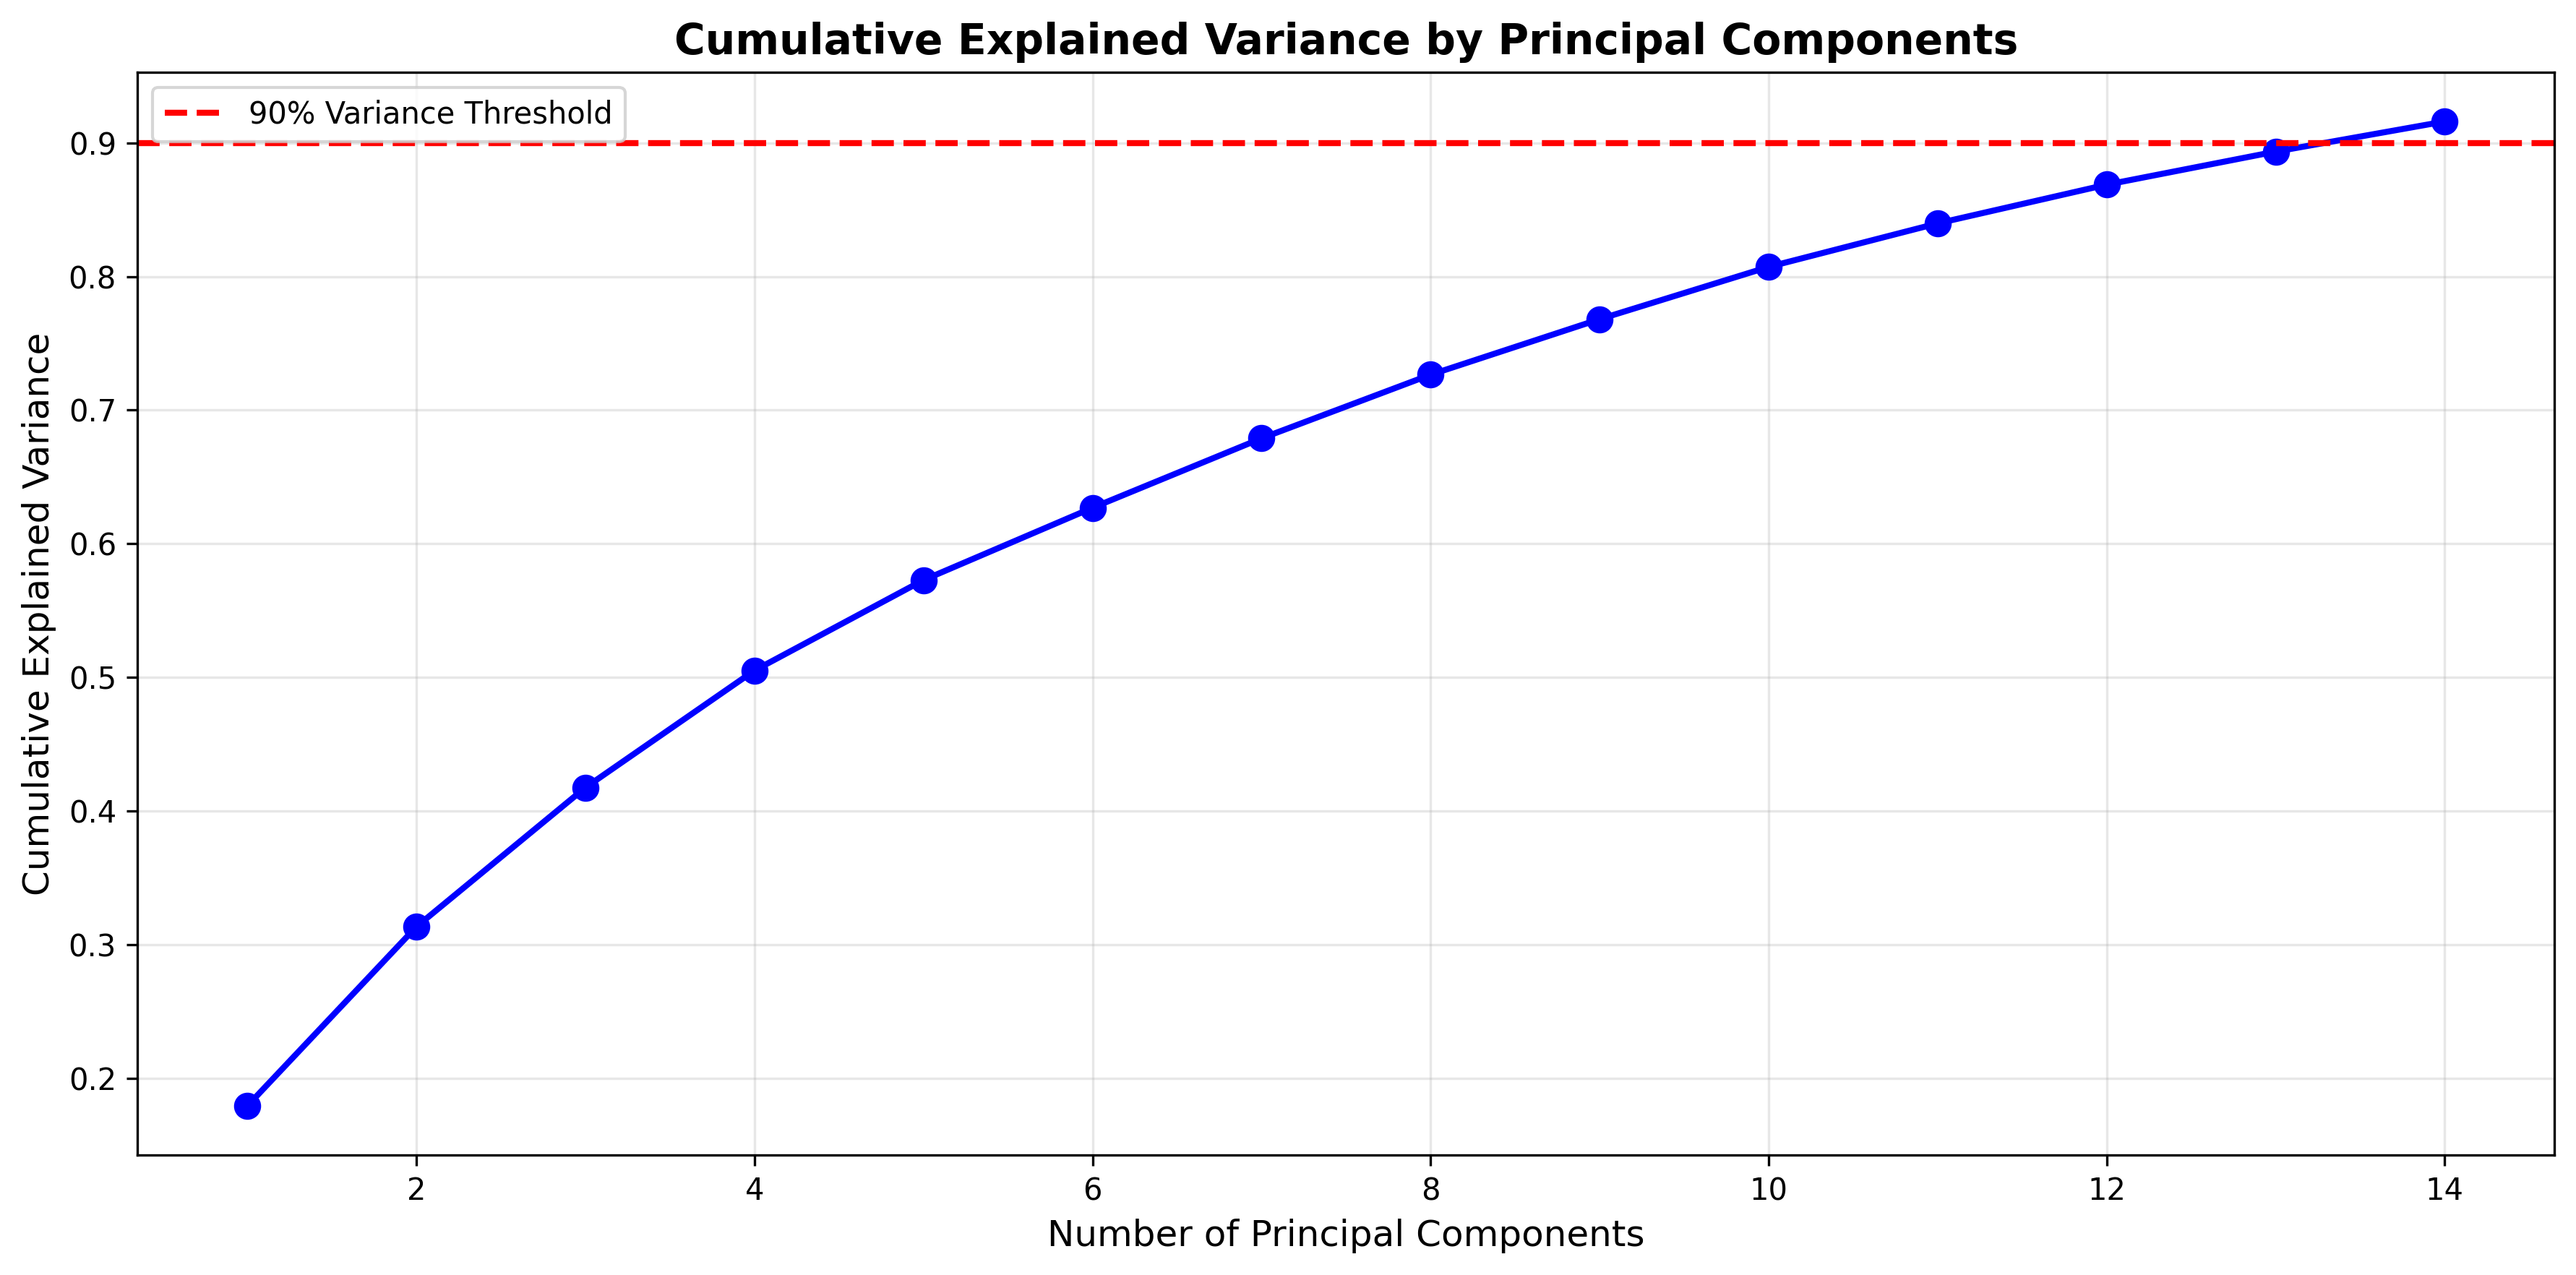 Cumulative Explained Variance by Principal Components
90% Variance Threshold
0.9
0.8
0.7
0.6
0.5
0.4
0.3
0.2
Cumulative Explained Variance
2 4 6 8 10 12 14
Number of Principal Components